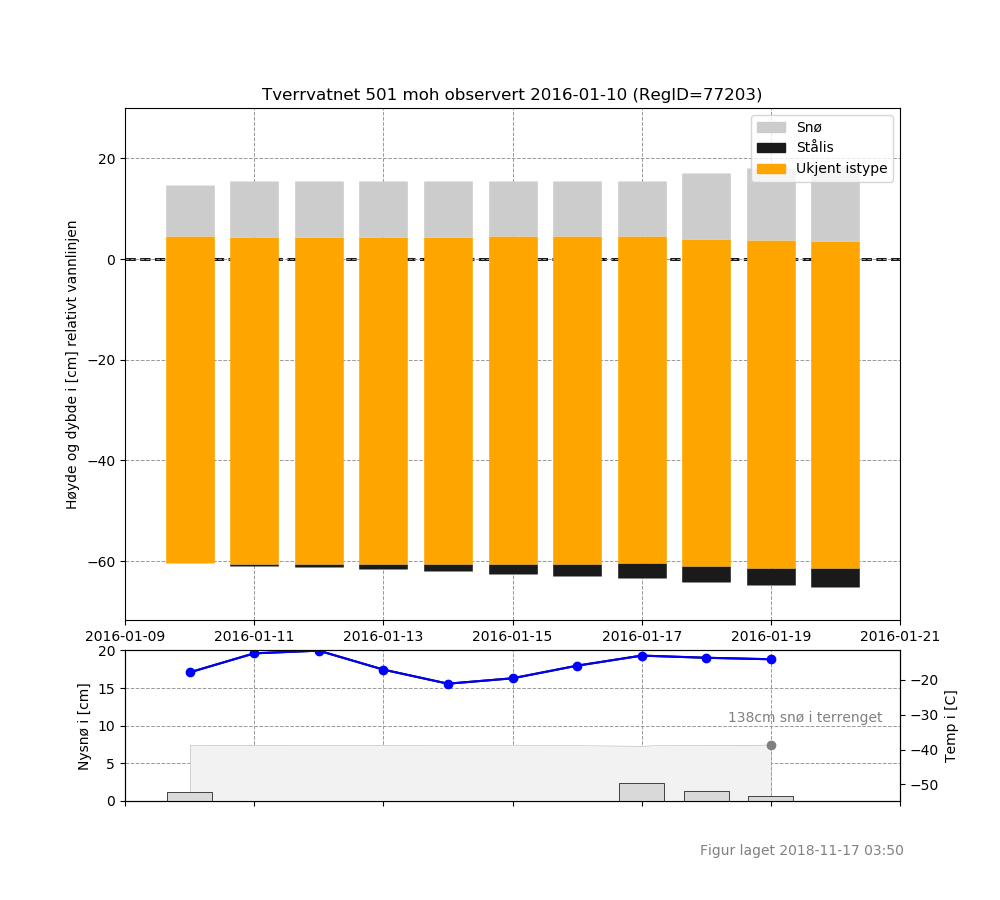 Tverrvatnet 501 moh observert 2016-01-10 (RegID=77203)
Snø
Stålis
Ukjent istype
20
0
−20
−40
−60
Høyde og dybde i [cm] relativt vannlinjen
2016-01-09 2016-01-11 2016-01-13 2016-01-15 2016-01-17 2016-01-19 2016-01-21
20
15
10
5
0
Nysnø i [cm]
138cm snø i terrenget
−20
−30
−40
−50
Temp i [C]
Figur laget 2018-11-17 03:50